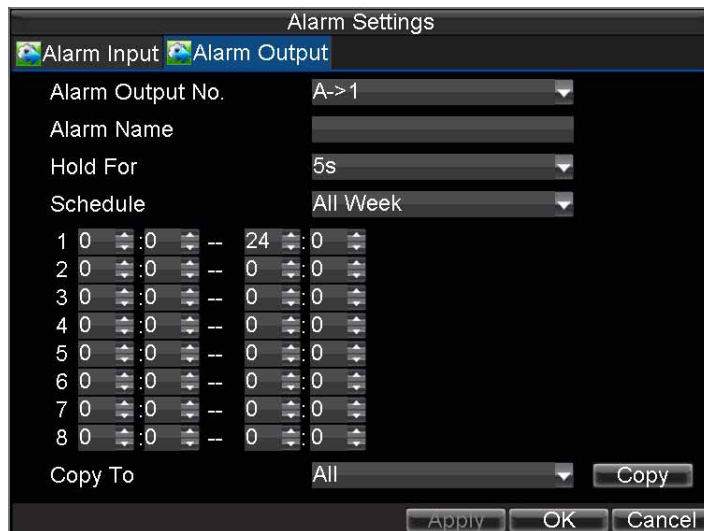 Alarm Settings
Alarm Input Alarm Output
Alarm Output No. A->1
Alarm Name
Hold For 5s
Schedule All Week
1 0 :0 -- 24 :0
2 0 :0 -- 0 :0
3 0 :0 -- 0 :0
4 0 :0 -- 0 :0
5 0 :0 -- 0 :0
6 0 :0 -- 0 :0
7 0 :0 -- 0 :0
8 0 :0 -- 0 :0
Copy To All Copy
Apply OK Cancel